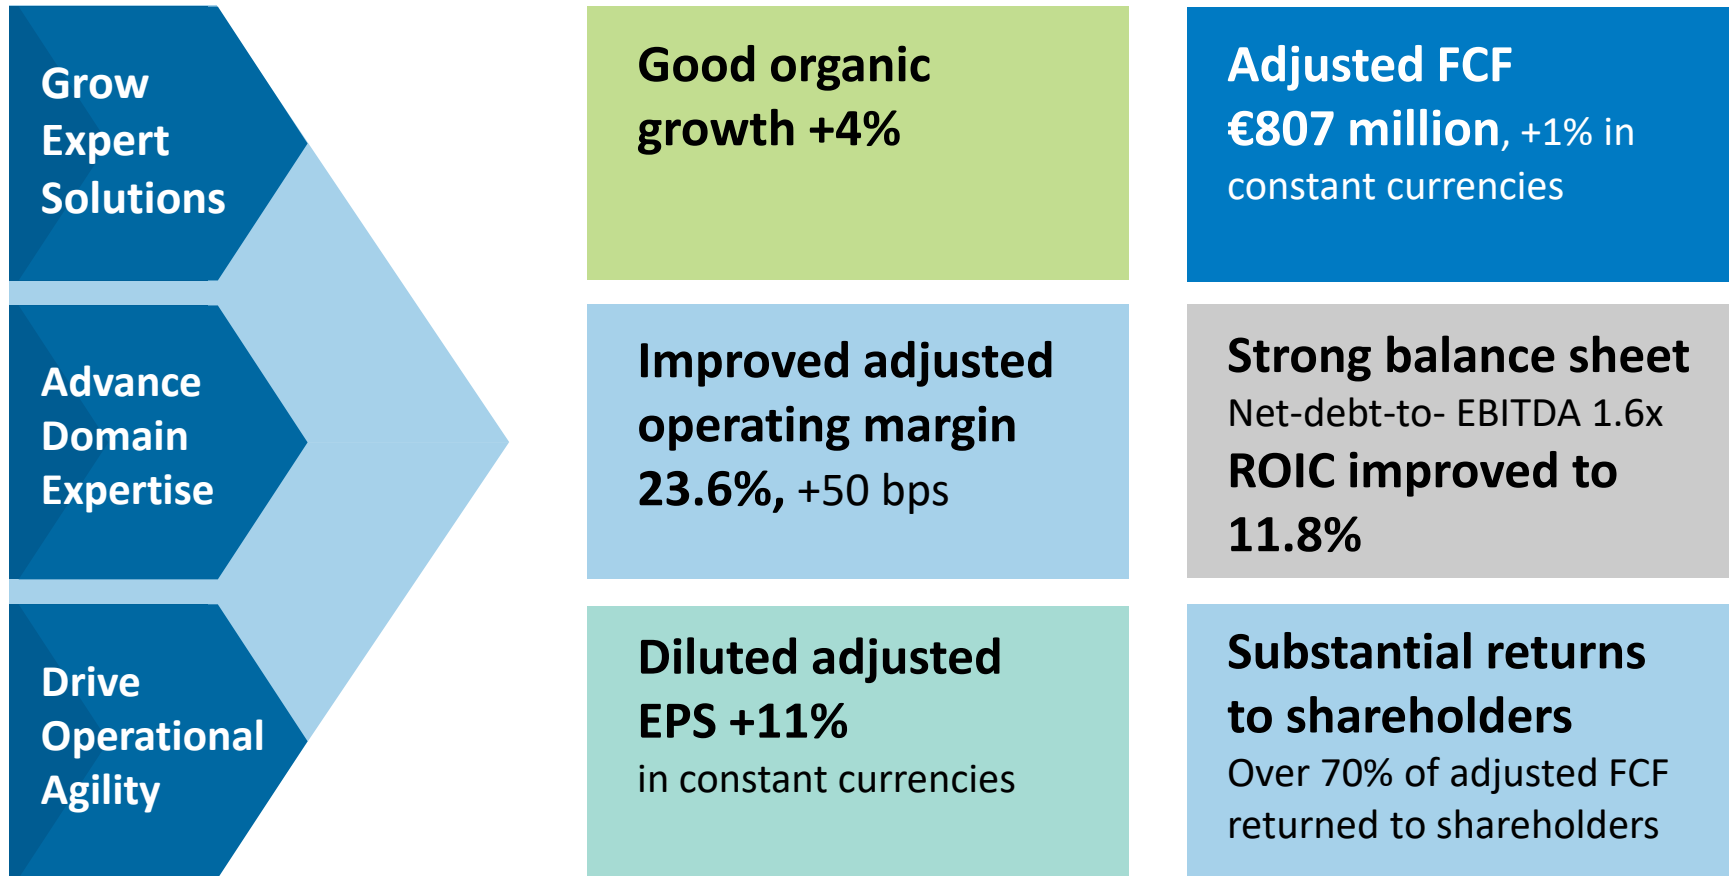 Grow
Expert
Solutions
Advance
Domain
Expertise
Drive
Operational
Agility
Good organic
growth +4%
Improved adjusted
operating margin
23.6%, +50 bps
Diluted adjusted
EPS +11%
in constant currencies
Adjusted FCF
€807 million, +1% in
constant currencies
Strong balance sheet
Net-debt-to- EBITDA 1.6x
ROIC improved to
11.8%
Substantial returns
to shareholders
Over 70% of adjusted FCF
returned to shareholders